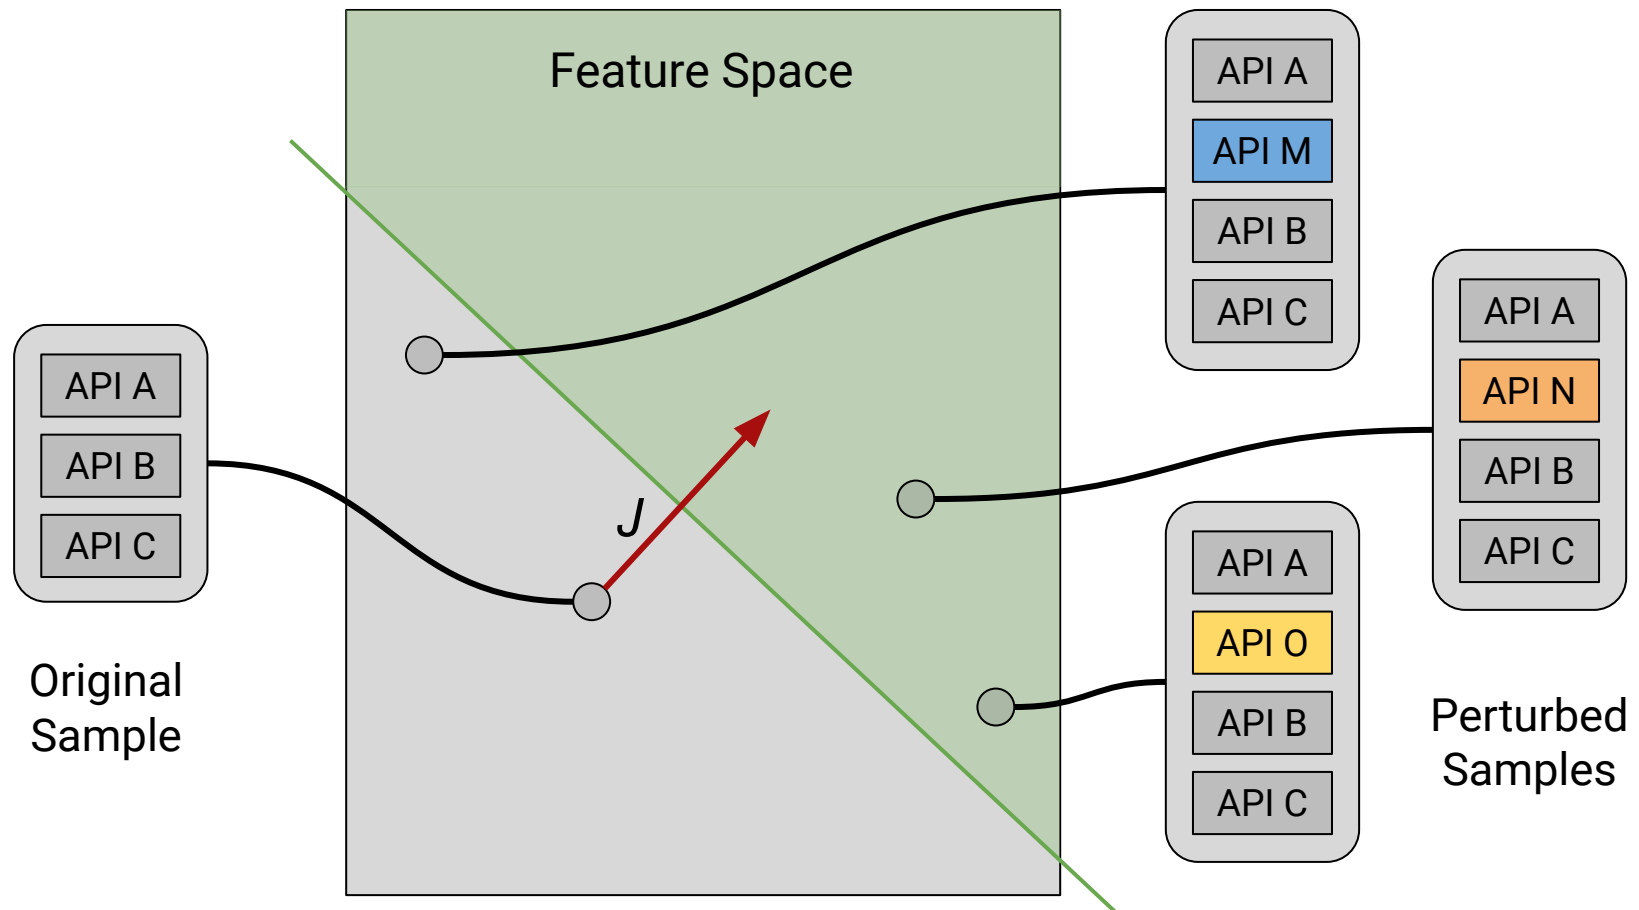 Feature Space
API A
API B
API C
Original
Sample
J
API A
API M
API B
API C
API A
API N
API B
API C
API A
API O
API B
API C
Perturbed
Samples